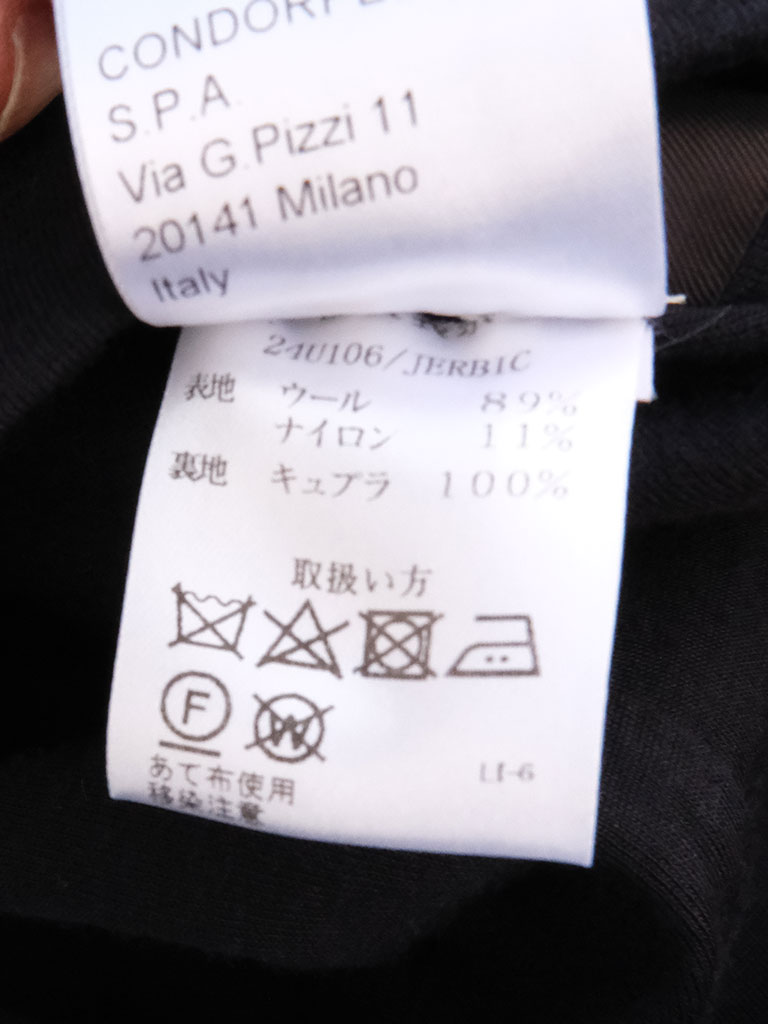 S.P.A.
Via G.Pizzi 11
20141 Milano
Italy
24U106/JERBIC
表地 ウール 89%
ナイロン 11%
裏地 キュプラ 100%
取扱い方
F W
あて布使用
移染注意
LI-6